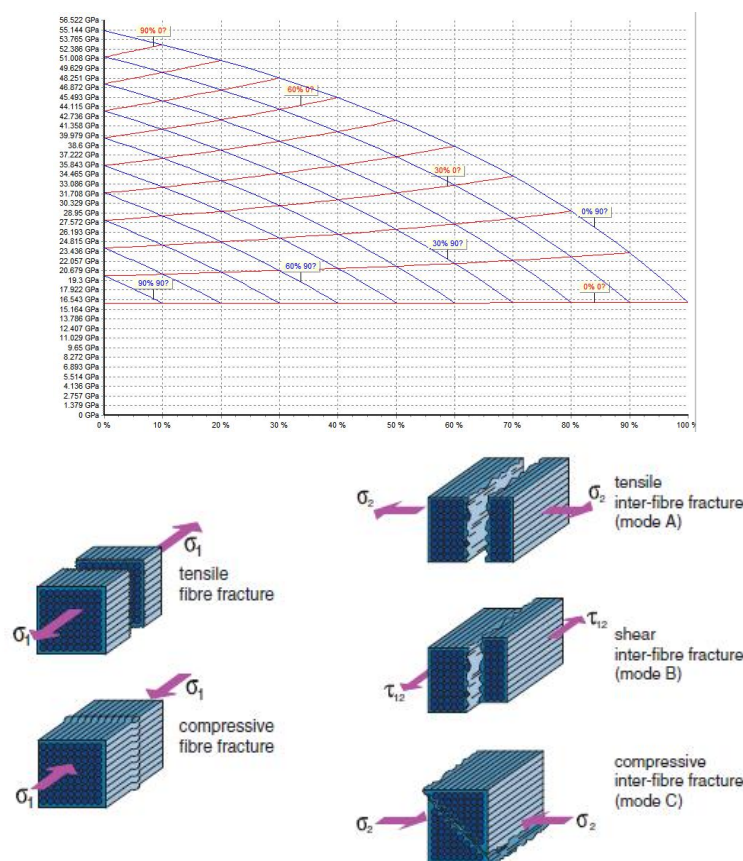 56.522 GPa
55.144 GPa
53.765 GPa
52.386 GPa
51.008 GPa
49.629 GPa
48.251 GPa
46.872 GPa
45.493 GPa
44.115 GPa
42.736 GPa
41.358 GPa
39.979 GPa
38.6 GPa
37.222 GPa
35.843 GPa
34.465 GPa
33.086 GPa
31.708 GPa
30.329 GPa
28.95 GPa
27.572 GPa
26.193 GPa
24.815 GPa
23.436 GPa
22.057 GPa
20.679 GPa
19.3 GPa
17.922 GPa
16.543 GPa
15.164 GPa
13.786 GPa
12.407 GPa
11.029 GPa
9.65 GPa
8.272 GPa
6.893 GPa
5.514 GPa
4.136 GPa
2.757 GPa
1.379 GPa
0 GPa
90% 0?
60% 0?
30% 0?
0% 90?
30% 90?
60% 90?
90% 90?
0% 0?
0 % 10 % 20 % 30 % 40 % 50 % 60 % 70 % 80 % 90 % 100 %
σ1
σ1
tensile
fibre fracture
σ1
σ1
compressive
fibre fracture
σ2
σ2
tensile
inter-fibre fracture
(mode A)
τ12
τ12
shear
inter-fibre fracture
(mode B)
σ2
σ2
compressive
inter-fibre fracture
(mode C)